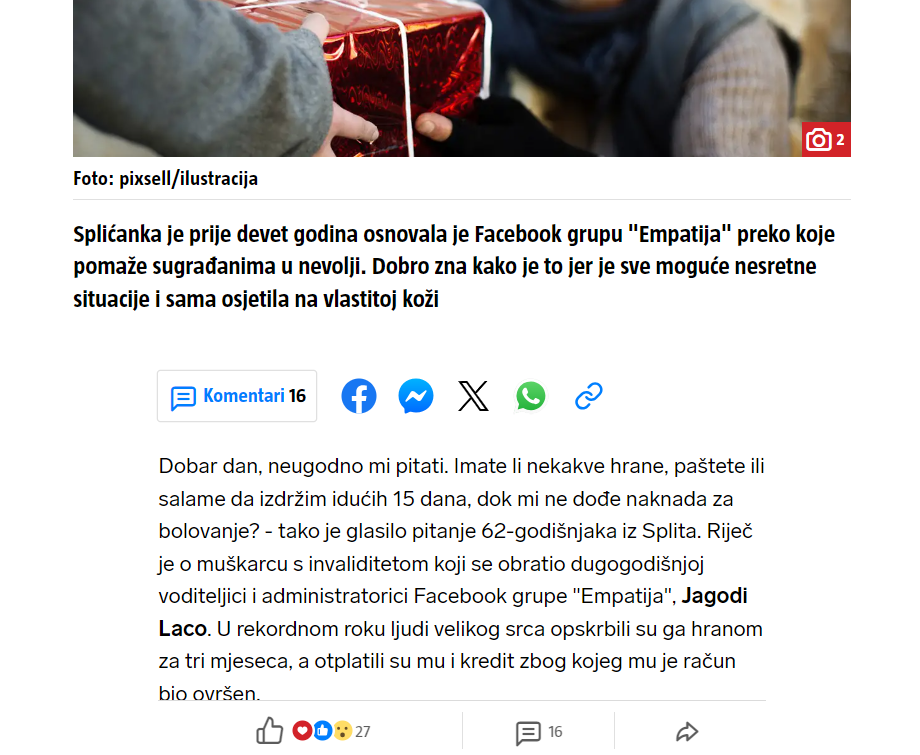 2
Foto: pixsell/ilustracija
Splićanka je prije devet godina osnovala je Facebook grupu "Empatija" preko koje
pomaže sugrađanima u nevolji. Dobro zna kako je to jer je sve moguće nesretne
situacije i sama osjetila na vlastitoj koži
Komentari 16
Dobar dan, neugodno mi pitati. Imate li nekakve hrane, paštete ili
salame da izdržim idućih 15 dana, dok mi ne dođe naknada za
bolovanje? - tako je glasilo pitanje 62-godišnjaka iz Splita. Riječ
je o muškarcu s invaliditetom koji se obratio dugogodišnjoj
voditeljici i administratorici Facebook grupe "Empatija", Jagodi
Laco. U rekordnom roku ljudi velikog srca opskrbili su ga hranom
za tri mjeseca, a otplatili su mu i kredit zbog kojeg mu je račun
bio ovršen.
27 16